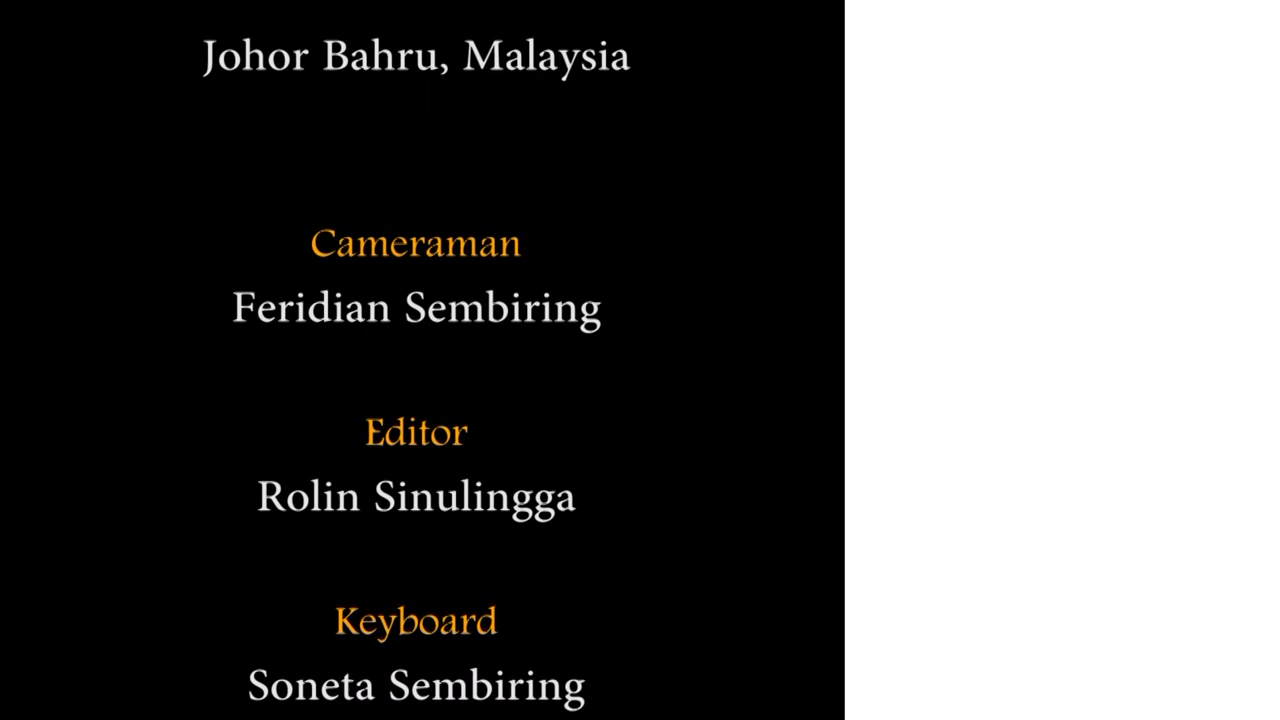 Johor Bahru, Malaysia
Cameraman
Feridian Sembiring
Editor
Rolin Sinulingga
Keyboard
Soneta Sembiring